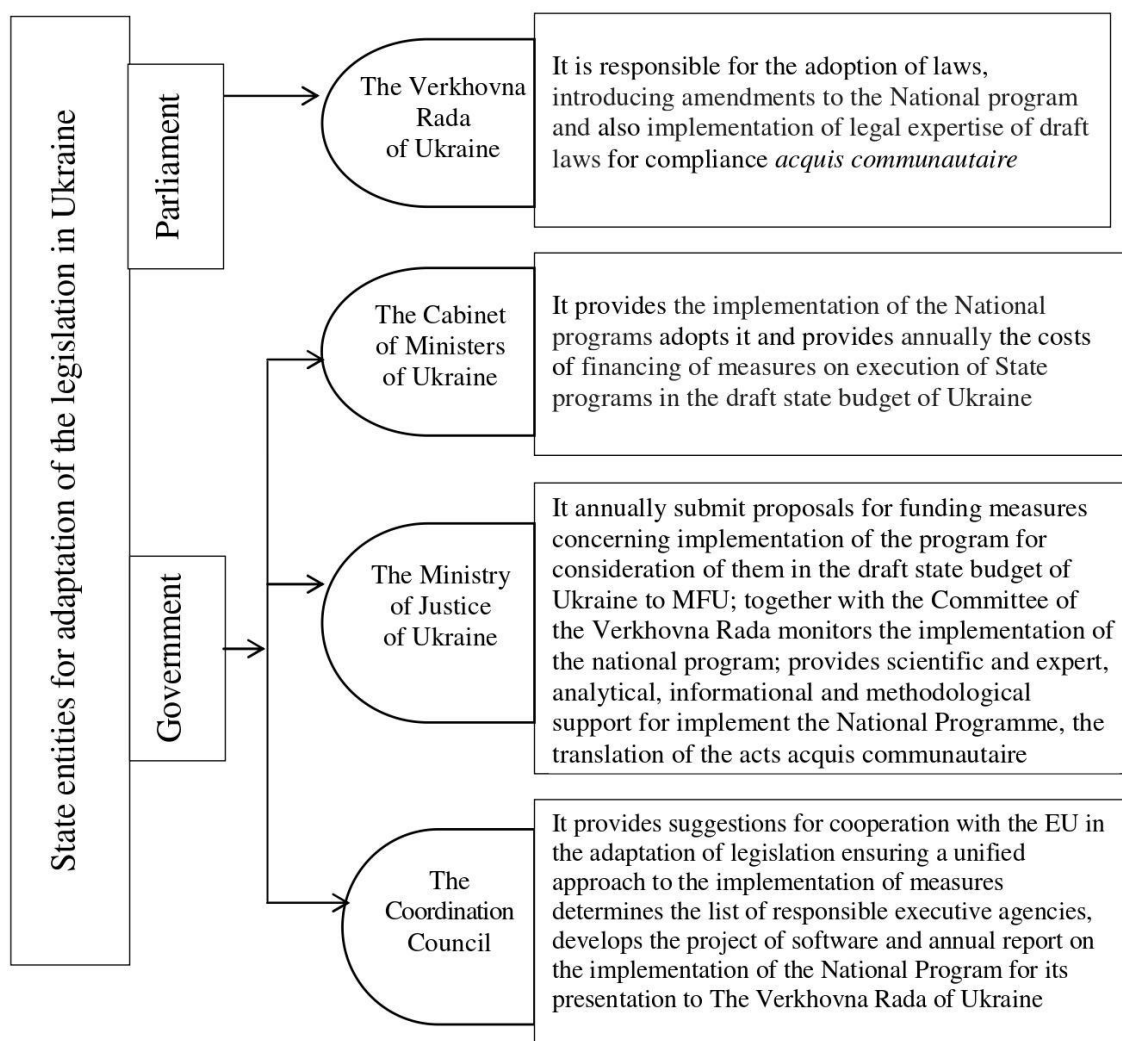 State entities for adaptation of the legislation in Ukraine
Parliament
The Verkhovna
Rada
of Ukraine
It is responsible for the adoption of laws,
introducing amendments to the National program
and also implementation of legal expertise of draft
laws for compliance acquis communautaire
Government
The Cabinet
of Ministers
of Ukraine
It provides the implementation of the National
programs adopts it and provides annually the costs
of financing of measures on execution of State
programs in the draft state budget of Ukraine
The Ministry
of Justice
of Ukraine
It annually submit proposals for funding measures
concerning implementation of the program for
consideration of them in the draft state budget of
Ukraine to MFU; together with the Committee of
the Verkhovna Rada monitors the implementation of
the national program; provides scientific and expert,
analytical, informational and methodological
support for implement the National Programme, the
translation of the acts acquis communautaire
The
Coordination
Council
It provides suggestions for cooperation with the EU in
the adaptation of legislation ensuring a unified
approach to the implementation of measures
determines the list of responsible executive agencies,
develops the project of software and annual report on
the implementation of the National Program for its
presentation to The Verkhovna Rada of Ukraine